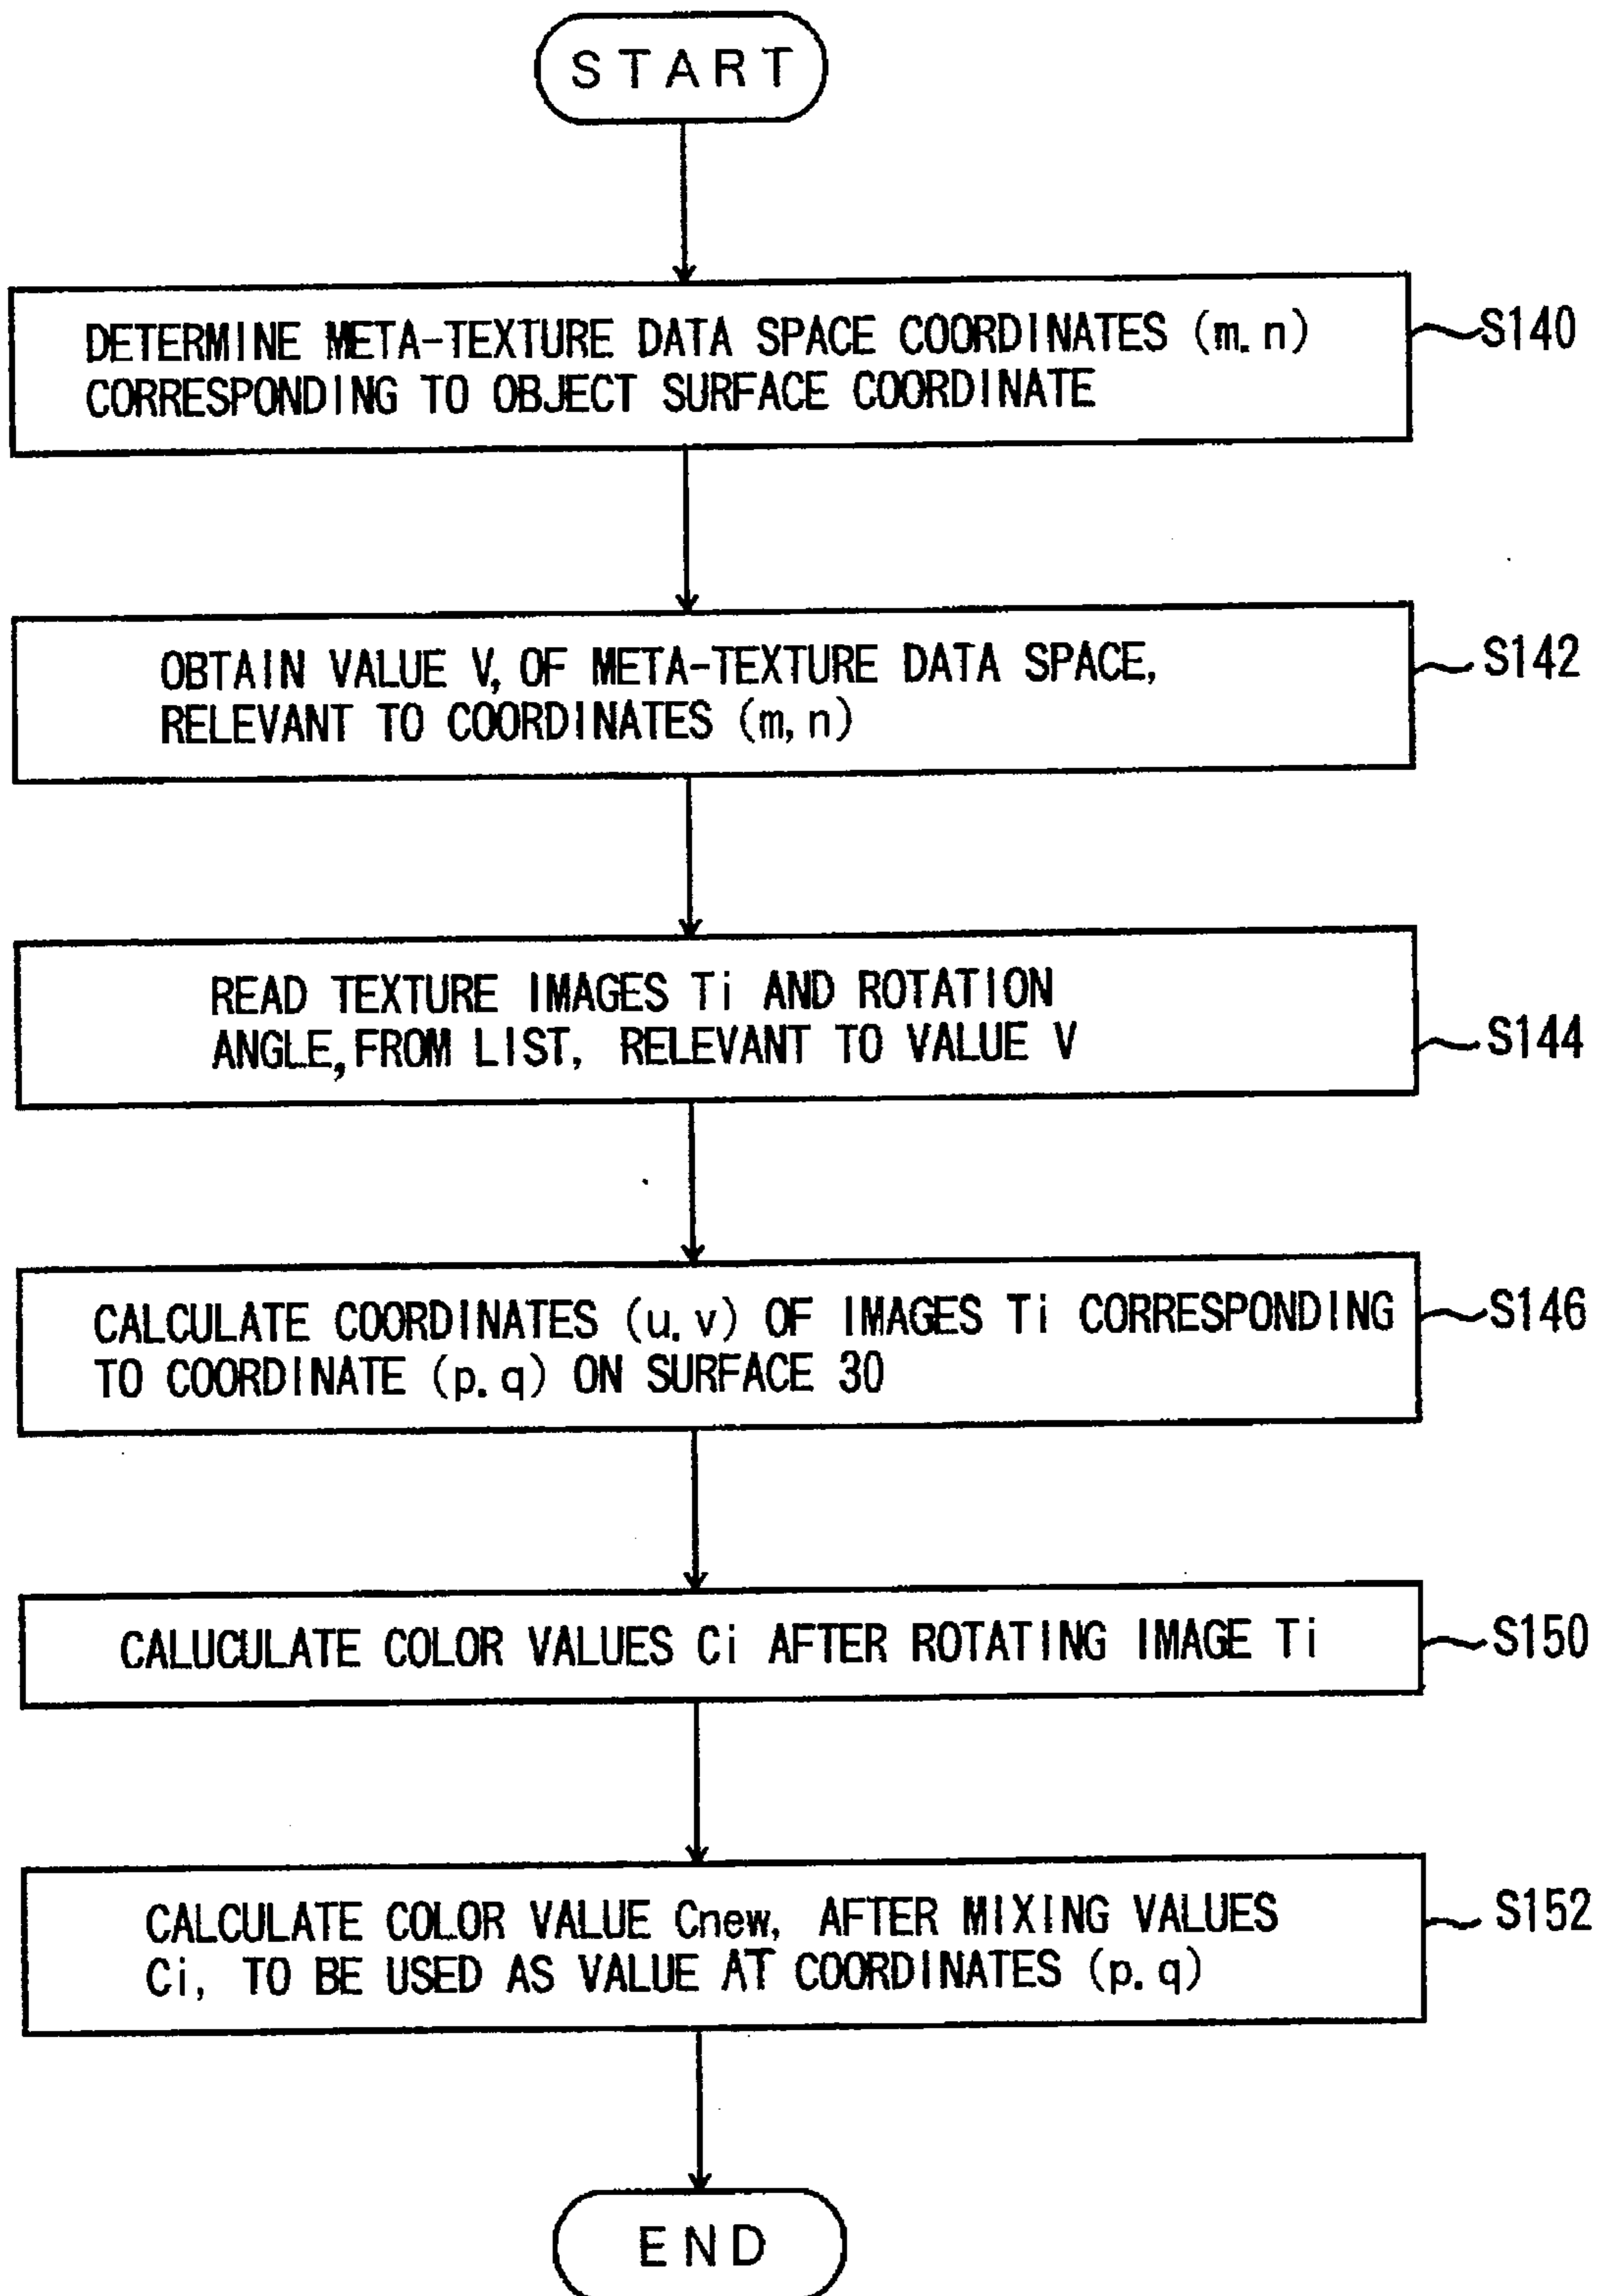 START
DETERMINE META-TEXTURE DATA SPACE COORDINATES (m.n)
CORRESPONDING TO OBJECT SURFACE COORDINATE
S140
OBTAIN VALUE V, OF META-TEXTURE DATA SPACE,
RELEVANT TO COORDINATES (m,n)
S142
READ TEXTURE IMAGES Ti AND ROTATION
ANGLE, FROM LIST, RELEVANT TO VALUE V
S144
CALCULATE COORDINATES (u.v) OF IMAGES Ti CORRESPONDING
TO COORDINATE (p.q) ON SURFACE 30
S146
CALUCULATE COLOR VALUES Ci AFTER ROTATING IMAGE Ti
S150
CALCULATE COLOR VALUE Cnew, AFTER MIXING VALUES
Ci, TO BE USED AS VALUE AT COORDINATES (p.q)
S152
END